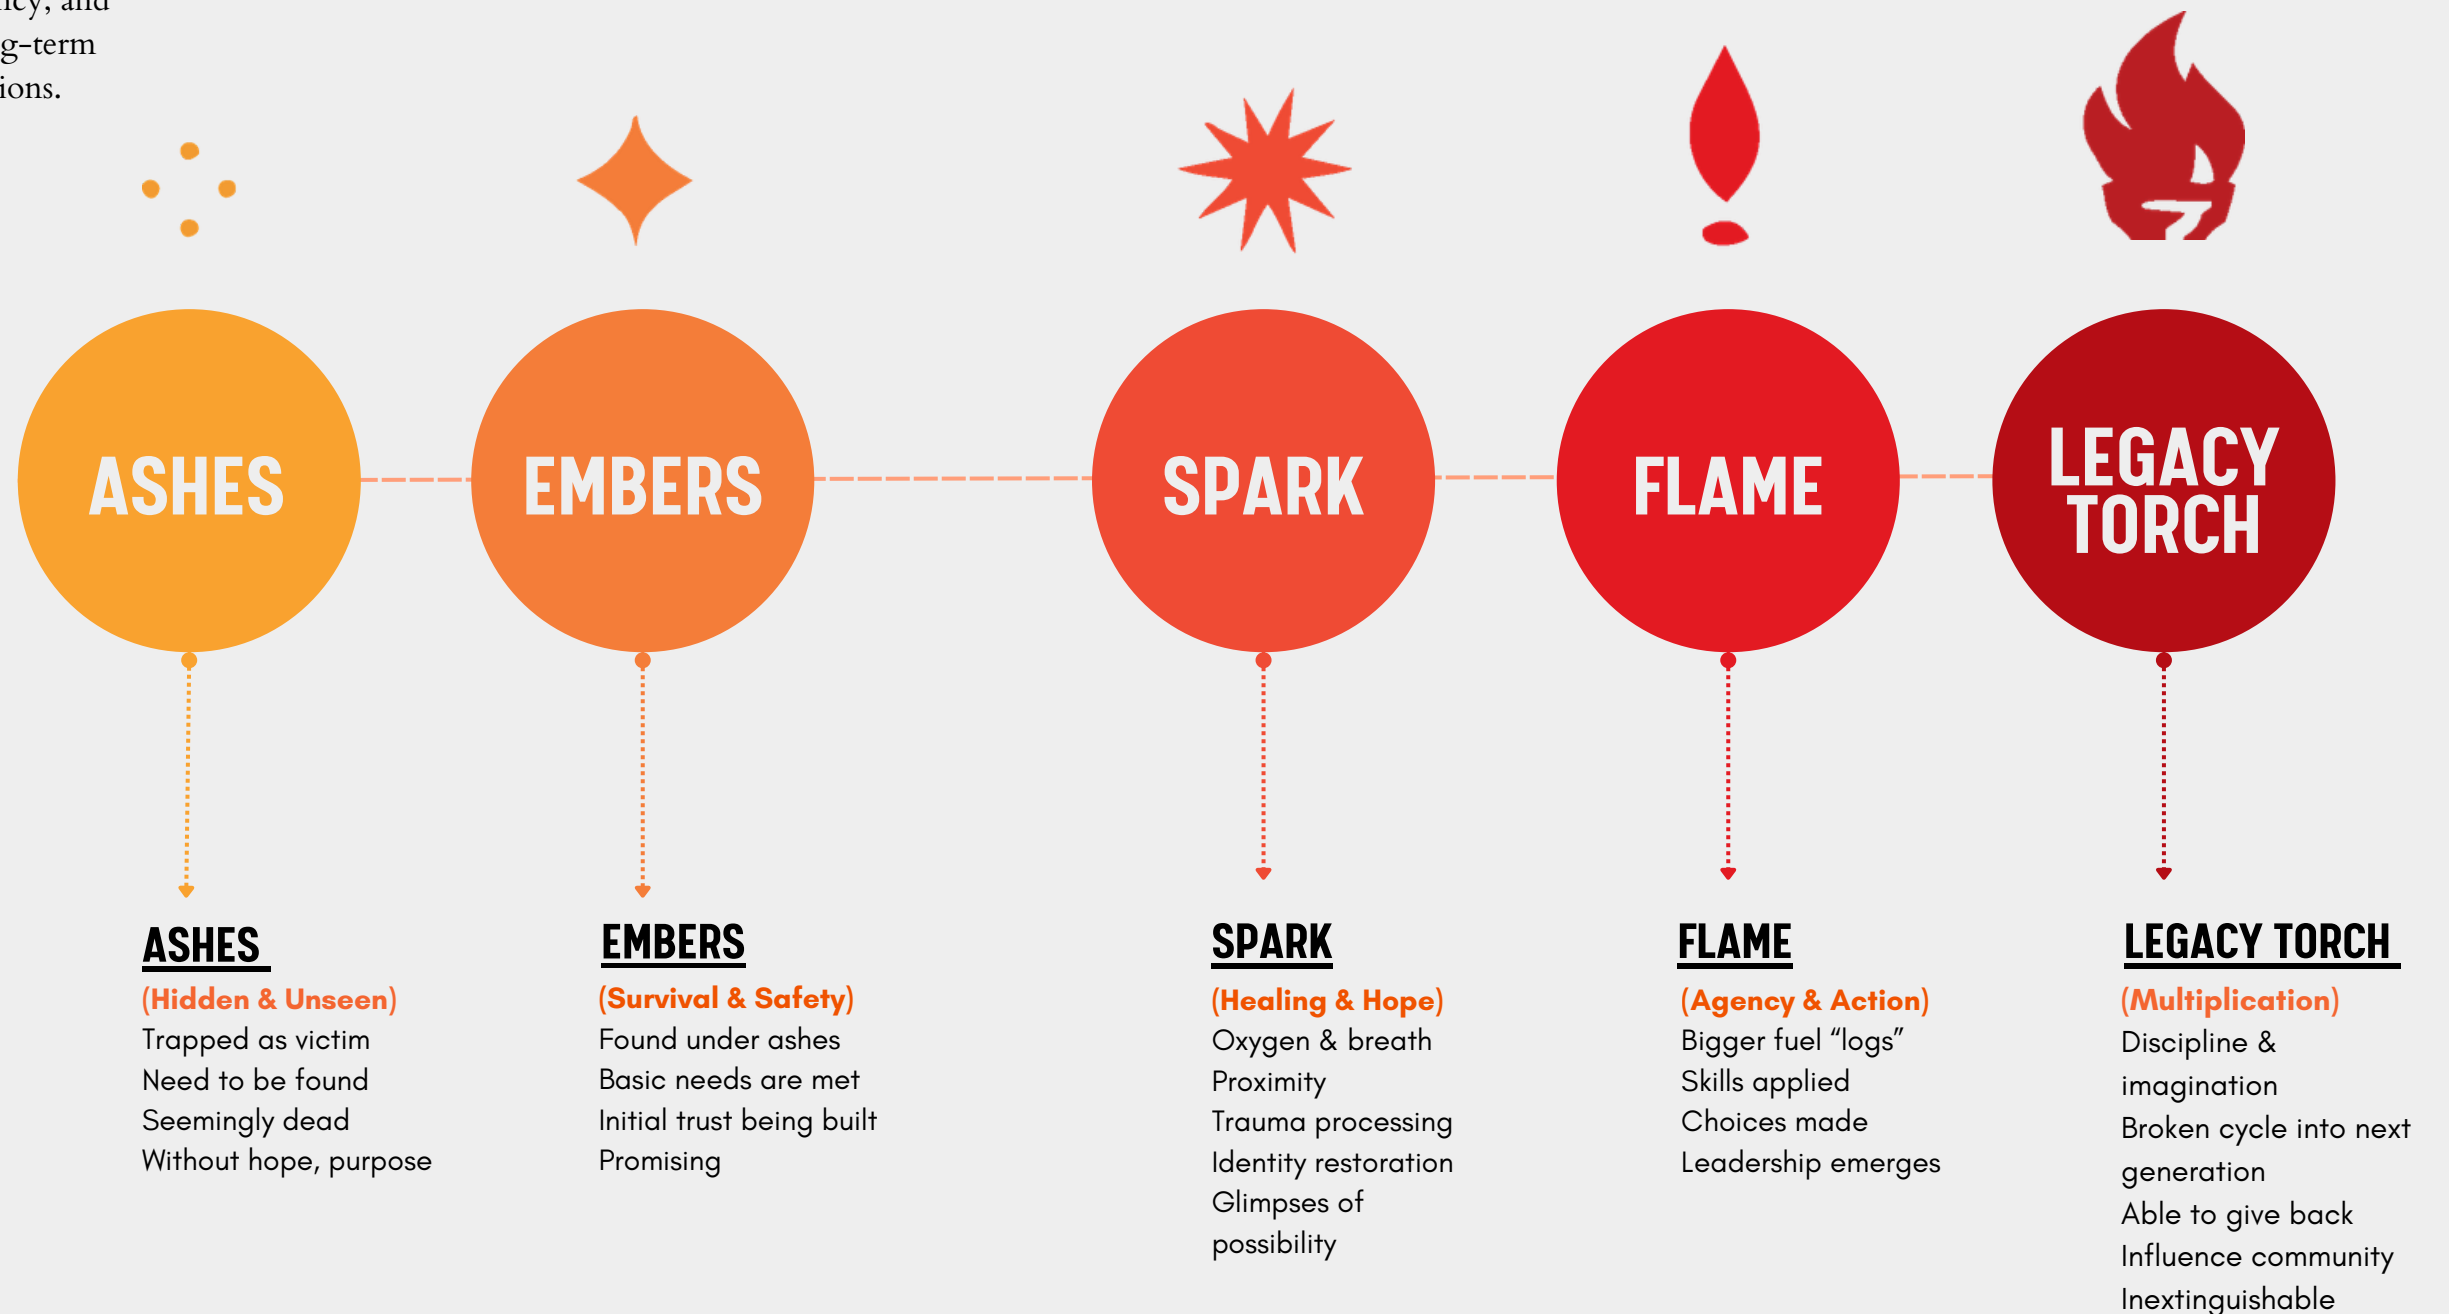 and
g-term
ions.
ASHES
EMBERS
SPARK
FLAME
LEGACY
TORCH
ASHES
(Hidden & Unseen)
Trapped as victim
Need to be found
Seemingly dead
Without hope, purpose
EMBERS
(Survival & Safety)
Found under ashes
Basic needs are met
Initial trust being built
Promising
SPARK
(Healing & Hope)
Oxygen & breath
Proximity
Trauma processing
Identity restoration
Glimpses of
possibility
FLAME
(Agency & Action)
Bigger fuel “logs”
Skills applied
Choices made
Leadership emerges
LEGACY TORCH
(Multiplication)
Discipline &
imagination
Broken cycle into next
generation
Able to give back
Influence community
Inextinguishable